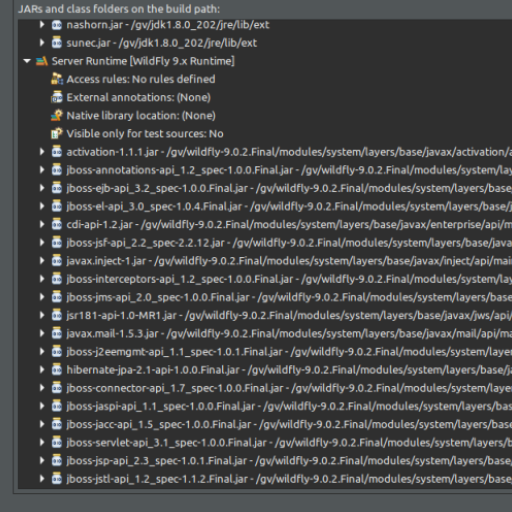 JARs and class folders on the build path:
nashorn.jar - /gv/jdk1.8.0_202/jre/lib/ext
sunec.jar - /gv/jdk1.8.0_202/jre/lib/ext
Server Runtime [WildFly 9.x Runtime]
Access rules: No rules defined
External annotations: (None)
Native library location: (None)
Visible only for test sources: No
activation-1.1.1.jar - /gv/wildfly-9.0.2.Final/modules/system/layers/base/javax/activation/a
jboss-annotations-api_1.2_spec-1.0.0.Final.jar - /gv/wildfly-9.0.2.Final/modules/system/la
jboss-ejb-api_3.2_spec-1.0.0.Final.jar - /gv/wildfly-9.0.2.Final/modules/system/layers/base
jboss-el-api_3.0_spec-1.0.4.Final.jar - /gv/wildfly-9.0.2.Final/modules/system/layers/base/j
cdi-api-1.2.jar - /gv/wildfly-9.0.2.Final/modules/system/layers/base/javax/enterprise/api/m
jboss-jsf-api_2.2_spec-2.2.12.jar - /gv/wildfly-9.0.2.Final/modules/system/layers/base/java
javax.inject-1.jar - /gv/wildfly-9.0.2.Final/modules/system/layers/base/javax/inject/api/mai
jboss-interceptors-api_1.2_spec-1.0.0.Final.jar - /gv/wildfly-9.0.2.Final/modules/system/la
jboss-jms-api_2.0_spec-1.0.0.Final.jar - /gv/wildfly-9.0.2.Final/modules/system/layers/base
jsr181-api-1.0-MR1.jar - /gv/wildfly-9.0.2.Final/modules/system/layers/base/javax/jws/api/
javax.mail-1.5.3.jar - /gv/wildfly-9.0.2.Final/modules/system/layers/base/javax/mail/api/m
jboss-j2eemgmt-api_1.1_spec-1.0.1.Final.jar - /gv/wildfly-9.0.2.Final/modules/system/layer
hibernate-jpa-2.1-api-1.0.0.Final.jar - /gv/wildfly-9.0.2.Final/modules/system/layers/base/j
jboss-connector-api_1.7_spec-1.0.0.Final.jar - /gv/wildfly-9.0.2.Final/modules/system/laye
jboss-jaspi-api_1.1_spec-1.0.0.Final.jar - /gv/wildfly-9.0.2.Final/modules/system/layers/bas
jboss-jacc-api_1.5_spec-1.0.0.Final.jar - /gv/wildfly-9.0.2.Final/modules/system/layers/bas
jboss-servlet-api_3.1_spec-1.0.0.Final.jar - /gv/wildfly-9.0.2.Final/modules/system/layers/b
jboss-jsp-api_2.3_spec-1.0.1.Final.jar - /gv/wildfly-9.0.2.Final/modules/system/layers/base
jboss-jstl-api_1.2_spec-1.1.2.Final.jar - /gv/wildfly-9.0.2.Final/modules/system/layers/base